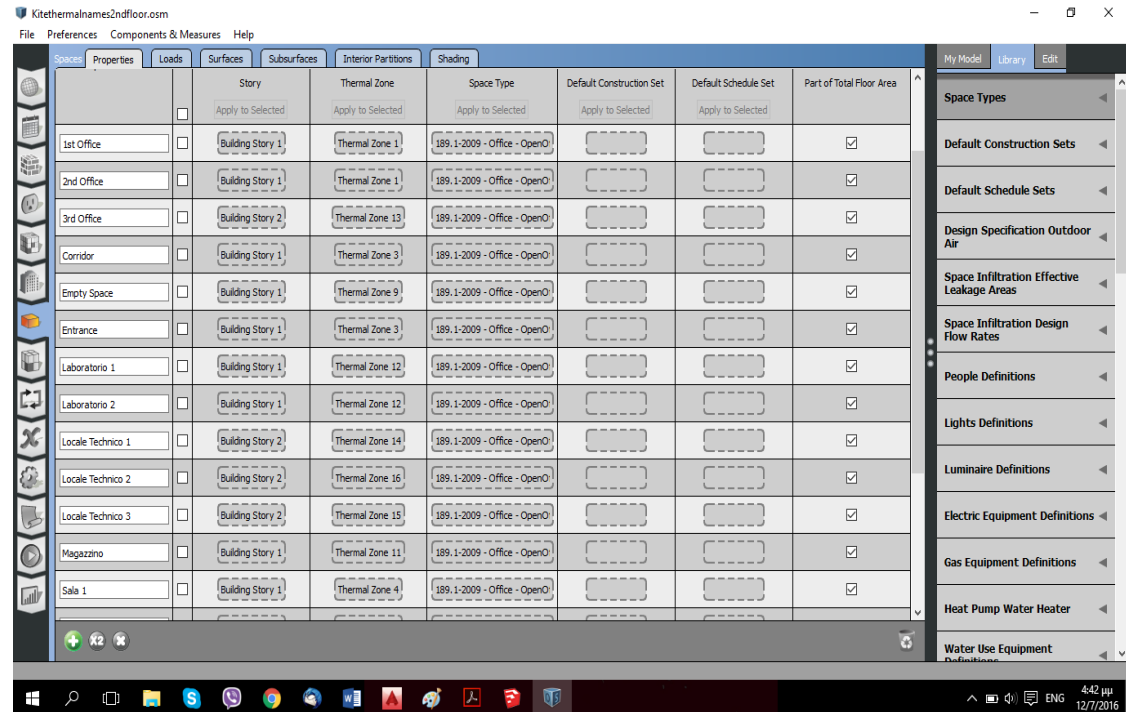 Kitethermalnames2ndfloor.osm
File Preferences Components & Measures Help
Spaces Properties Loads Surfaces Subsurfaces Interior Partitions Shading
My Model Library Edit
Story Thermal Zone Space Type Default Construction Set Default Schedule Set Part of Total Floor Area
Apply to Selected Apply to Selected Apply to Selected Apply to Selected Apply to Selected
1st Office Building Story 1 Thermal Zone 1 189.1-2009 - Office - OpenO
2nd Office Building Story 1 Thermal Zone 1 189.1-2009 - Office - OpenO
3rd Office Building Story 2 Thermal Zone 13 189.1-2009 - Office - OpenO
Corridor Building Story 1 Thermal Zone 3 189.1-2009 - Office - OpenO
Empty Space Building Story 1 Thermal Zone 9 189.1-2009 - Office - OpenO
Entrance Building Story 1 Thermal Zone 3 189.1-2009 - Office - OpenO
Laboratorio 1 Building Story 1 Thermal Zone 12 189.1-2009 - Office - OpenO
Laboratorio 2 Building Story 1 Thermal Zone 12 189.1-2009 - Office - OpenO
Locale Technico 1 Building Story 2 Thermal Zone 14 189.1-2009 - Office - OpenO
Locale Technico 2 Building Story 2 Thermal Zone 16 189.1-2009 - Office - OpenO
Locale Technico 3 Building Story 2 Thermal Zone 15 189.1-2009 - Office - OpenO
Magazzino Building Story 1 Thermal Zone 11 189.1-2009 - Office - OpenO
Sala 1 Building Story 1 Thermal Zone 4 189.1-2009 - Office - OpenO
Space Types
Default Construction Sets
Default Schedule Sets
Design Specification Outdoor
Air
Space Infiltration Effective
Leakage Areas
Space Infiltration Design
Flow Rates
People Definitions
Lights Definitions
Luminaire Definitions
Electric Equipment Definitions
Gas Equipment Definitions
Heat Pump Water Heater
Water Use Equipment
Definitions
X2
ENG
4:42 μμ
12/7/2016